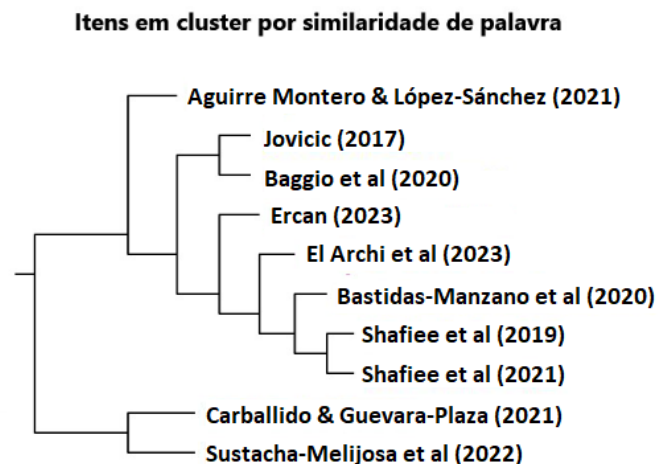 Itens em cluster por similaridade de palavra
Aguirre Montero & López-Sánchez (2021)
Jovicic (2017)
Baggio et al (2020)
Ercan (2023)
El Archi et al (2023)
Bastidas-Manzano et al (2020)
Shafiee et al (2019)
Shafiee et al (2021)
Carballido & Guevara-Plaza (2021)
Sustacha-Melijosa et al (2022)